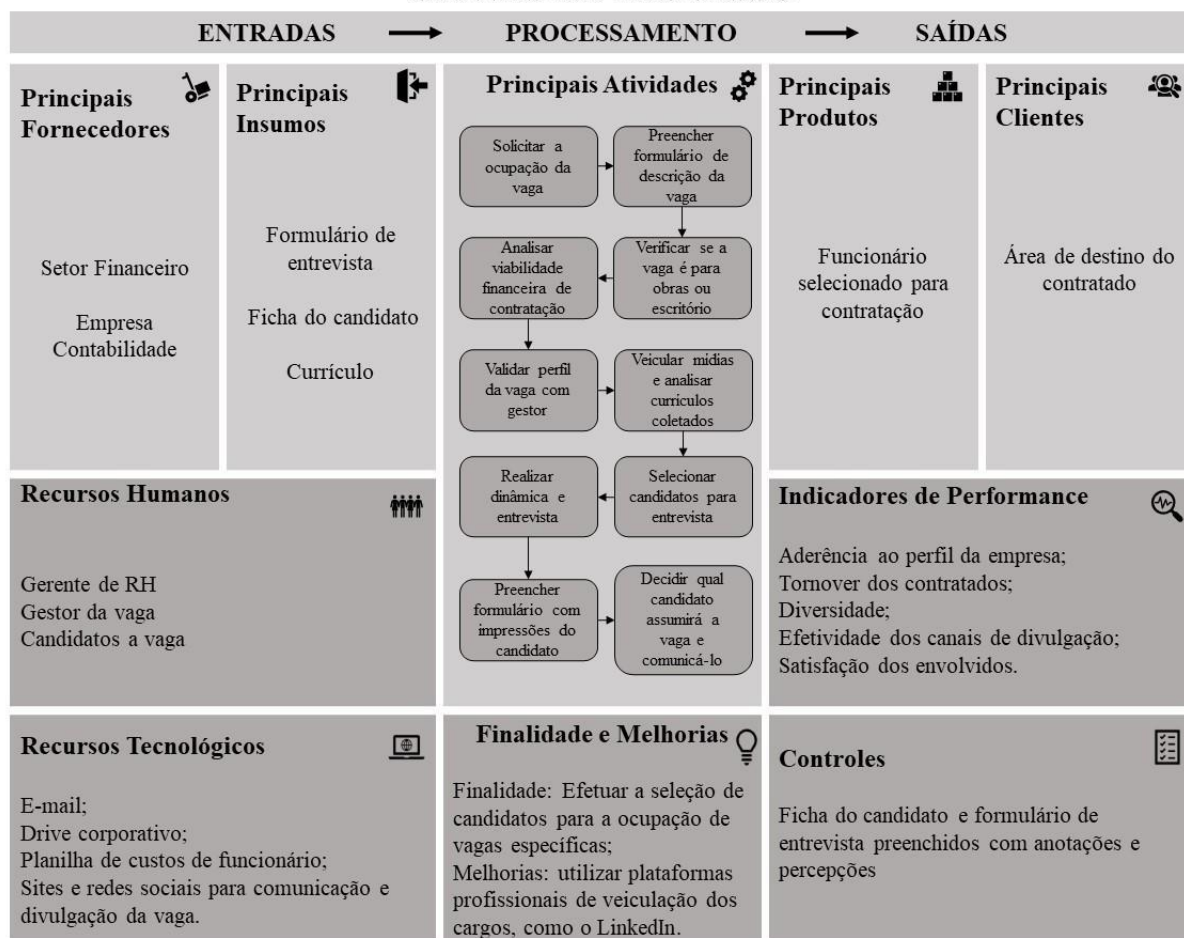 ENTRADAS
PROCESSAMENTO
SAÍDAS
Principais
Fornecedores
Setor Financeiro
Empresa
Contabilidade
Principais
Insumos
Formulário de
entrevista
Ficha do candidato
Currículo
Principais Atividades
Solicitar a
ocupação da
vaga
Preencher
formulário de
descrição da
vaga
Verificar se a
vaga é para
obras ou
escritório
Analisar
viabilidade
financeira de
contratação
Validar perfil
da vaga com
gestor
Veicular mídias
e analisar
currículos
coletados
Selecionar
candidatos para
entrevista
Realizar
dinâmica e
entrevista
Preencher
formulário com
impressões do
candidato
Decidir qual
candidato
assumirá a
vaga e
comunicá-lo
Principais
Produtos
Funcionário
selecionado para
contratação
Principais
Clientes
Área de destino do
contratado
Recursos Humanos
Gerente de RH
Gestor da vaga
Candidatos a vaga
Indicadores de Performance
Aderência ao perfil da empresa;
Tornover dos contratados;
Diversidade;
Efetividade dos canais de divulgação;
Satisfação dos envolvidos.
Recursos Tecnológicos
E-mail;
Drive corporativo;
Planilha de custos de funcionário;
Sites e redes sociais para comunicação e
divulgação da vaga.
Finalidade e Melhorias
Finalidade: Efetuar a seleção de
candidatos para a ocupação de
vagas específicas;
Melhorias: utilizar plataformas
profissionais de veiculação dos
cargos, como o LinkedIn.
Controles
Ficha do candidato e formulário de
entrevista preenchidos com anotações e
percepções